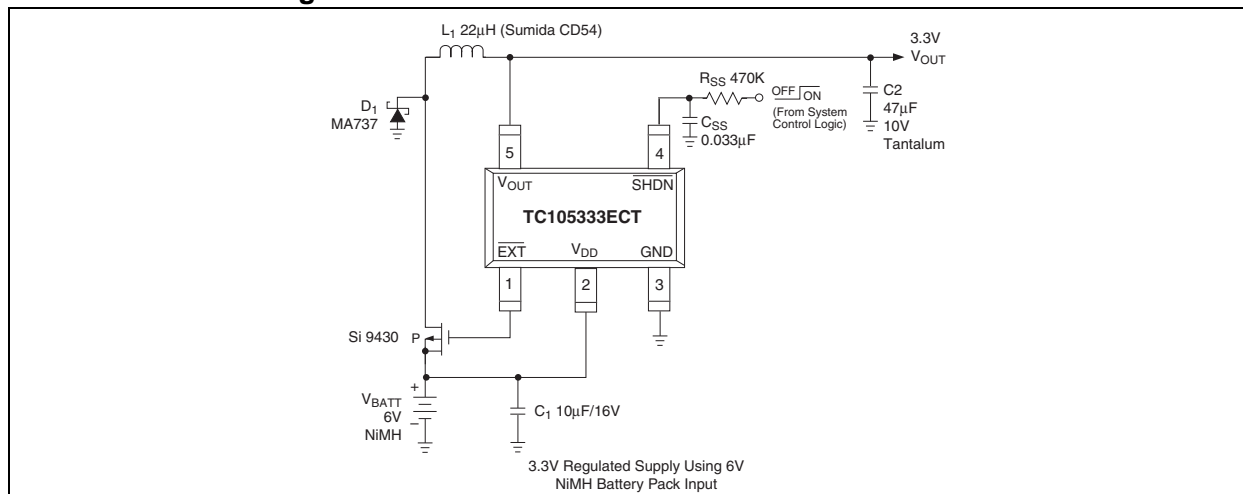 L1 22µH (Sumida CD54)
3.3V
VOUT
RSS 470K
OFF ON
(From System
Control Logic)
C2
47µF
10V
Tantalum
D1
MA737
CSS
0.033µF
5
4
VOUT
SHDN
TC105333ECT
EXT
VDD
GND
1
2
3
Si 9430
P
+
VBATT
6V
−
NiMH
C1 10µF/16V
3.3V Regulated Supply Using 6V
NiMH Battery Pack Input